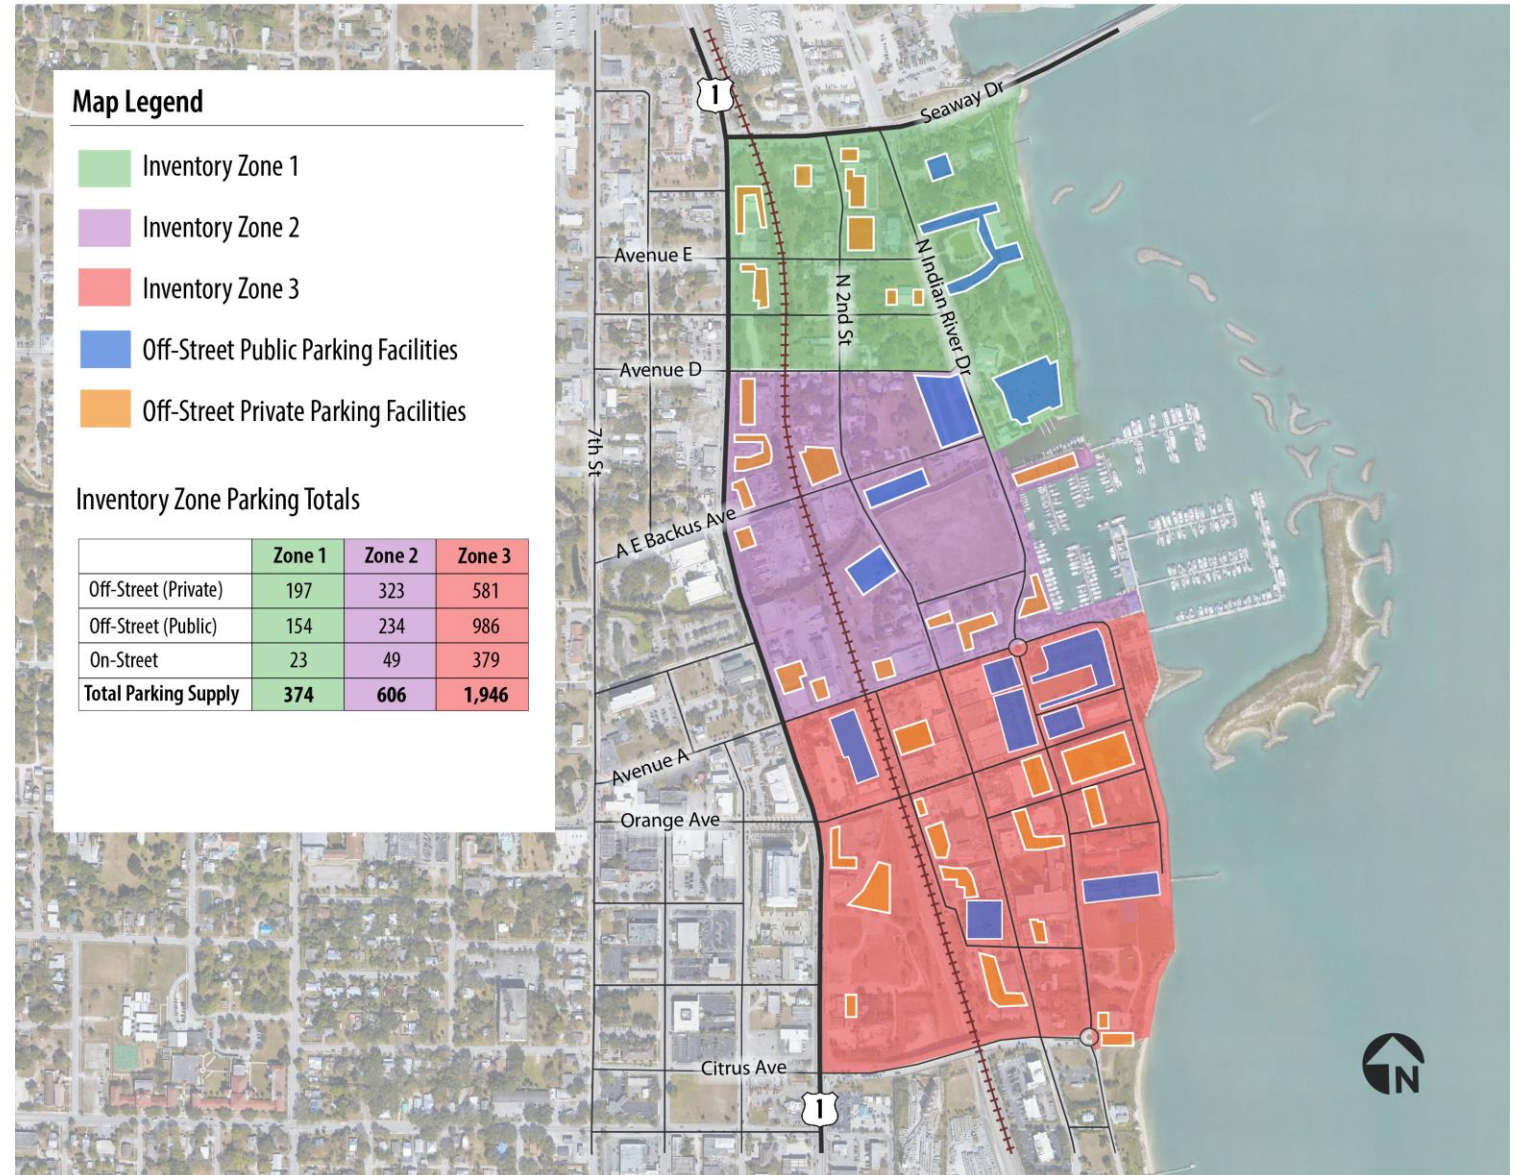 Map Legend
Inventory Zone 1
Inventory Zone 2
Inventory Zone 3
Off-Street Public Parking Facilities
Off-Street Private Parking Facilities
Inventory Zone Parking Totals
Zone 1 Zone 2 Zone 3
Off-Street (Private) 197 323 581
Off-Street (Public) 154 234 986
On-Street 23 49 379
Total Parking Supply 374 606 1,946
1
Seaway Dr
Avenue E
N 2nd St
N Indian River Dr
Avenue D
7th St
A E Backus Ave
Avenue A
Orange Ave
Citrus Ave
1
N